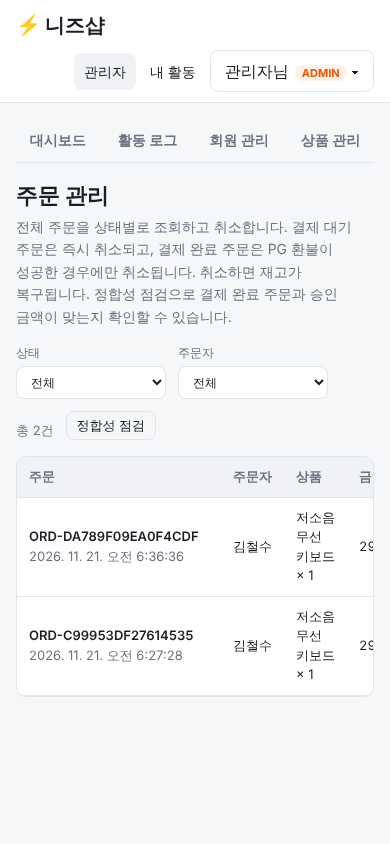 ⚡ 니즈샵
관리자 내 활동 관리자님 ADMIN
대시보드 활동 로그 회원 관리 상품 관리
주문 관리
전체 주문을 상태별로 조회하고 취소합니다. 결제 대기
주문은 즉시 취소되고, 결제 완료 주문은 PG 환불이
성공한 경우에만 취소됩니다. 취소하면 재고가
복구됩니다. 정합성 점검으로 결제 완료 주문과 승인
금액이 맞는지 확인할 수 있습니다.
상태 주문자
전체 전체
총 2건 정합성 점검
주문 주문자 상품
저소음
무선
키보드
× 1
ORD-DA789F09EA0F4CDF
2026. 11. 21. 오전 6:36:36
김철수
29
저소음
무선
키보드
× 1
ORD-C99953DF27614535
2026. 11. 21. 오전 6:27:28
김철수
29